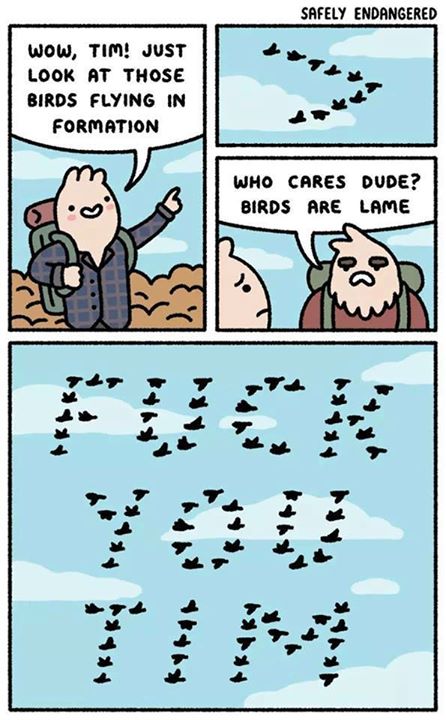 SAFELY ENDANGERED
WOW, TIM! JUST
LOOK AT THOSE
BIRDS FLYING IN
FORMATION
WHO CARES DUDE?
BIRDS ARE LAME
FUCK
YOU
TIM